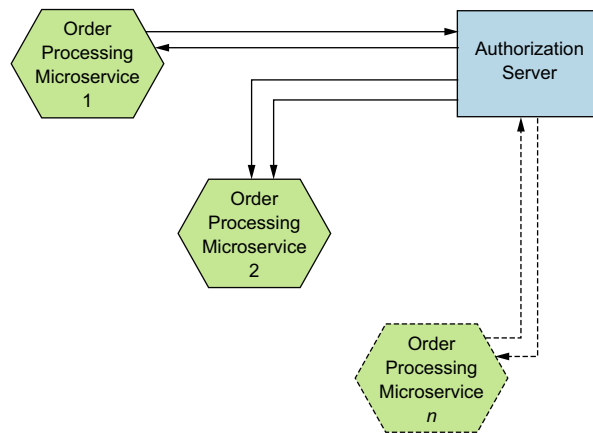 Order
Processing
Microservice
1
Authorization
Server
Order
Processing
Microservice
2
Order
Processing
Microservice
n